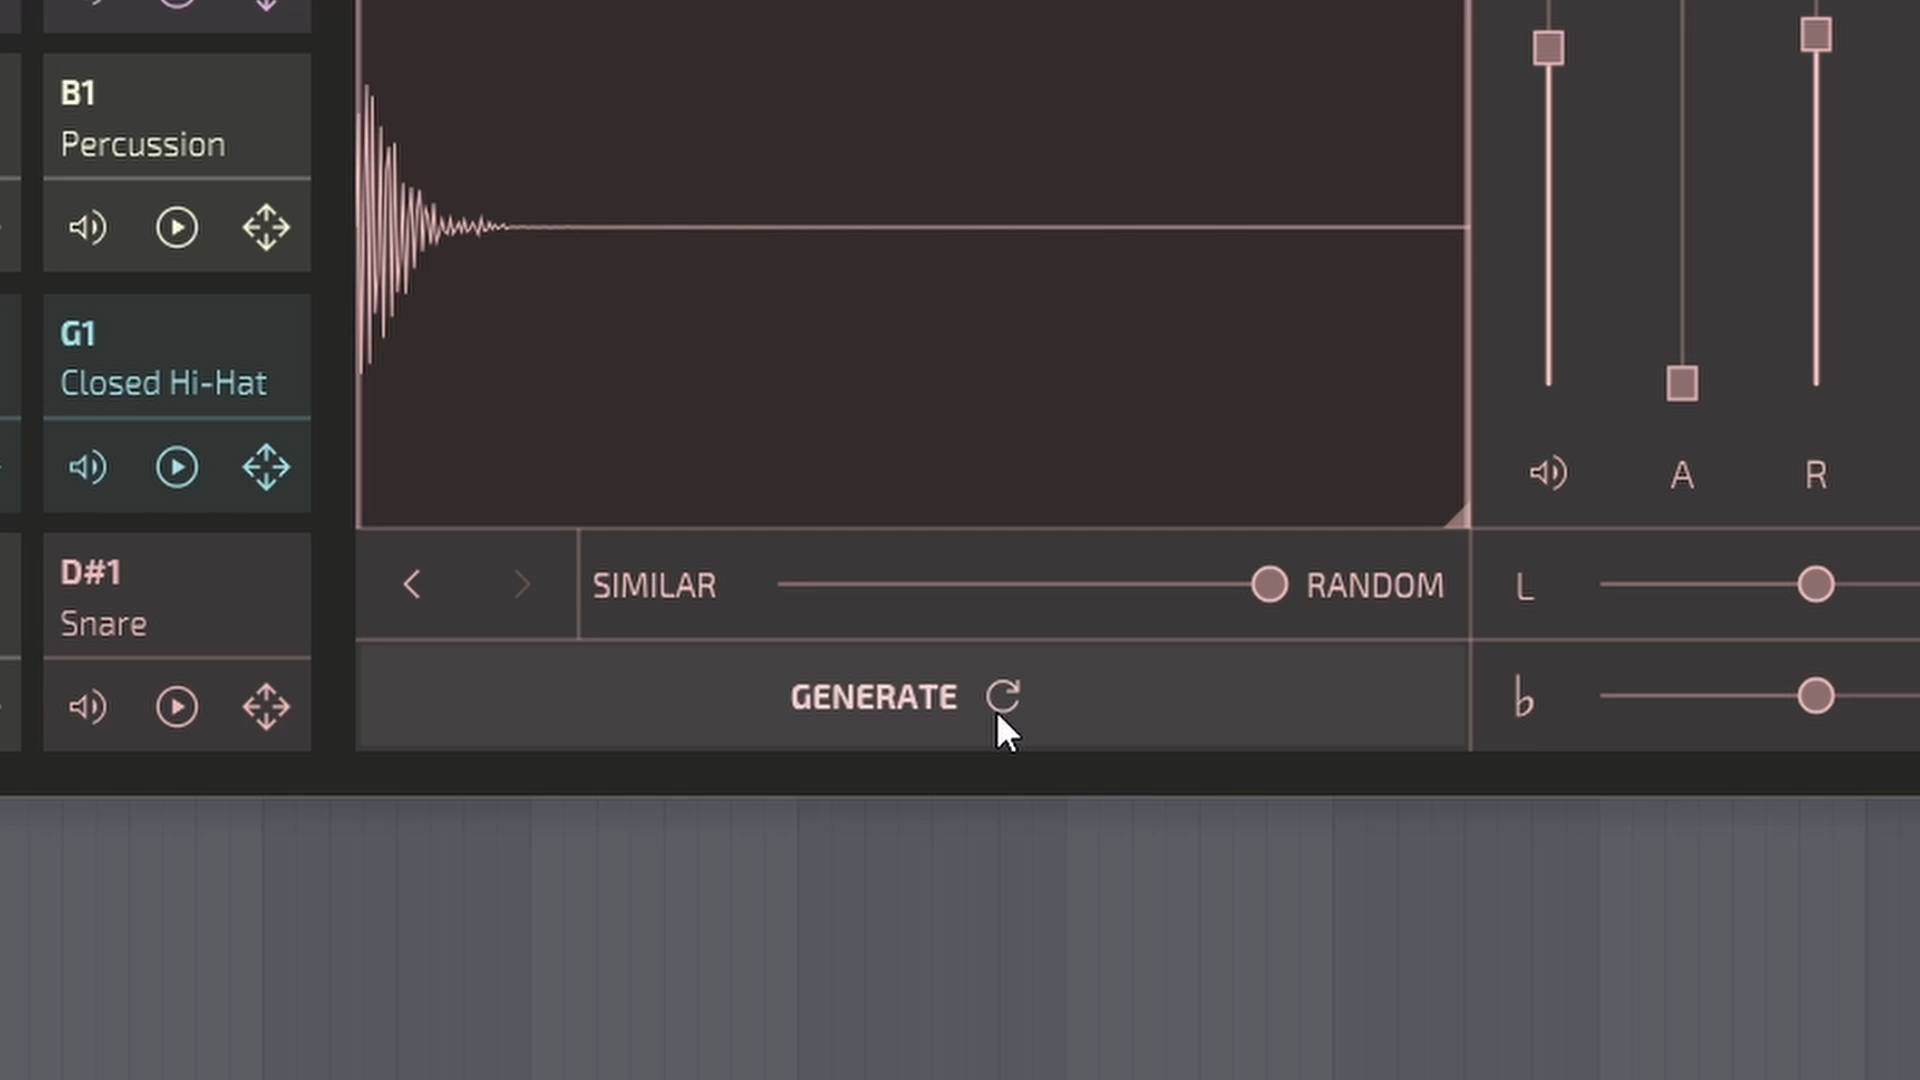 B1
Percussion
G1
Closed Hi-Hat
D#1
Snare
A R
SIMILAR RANDOM
L
GENERATE
♭